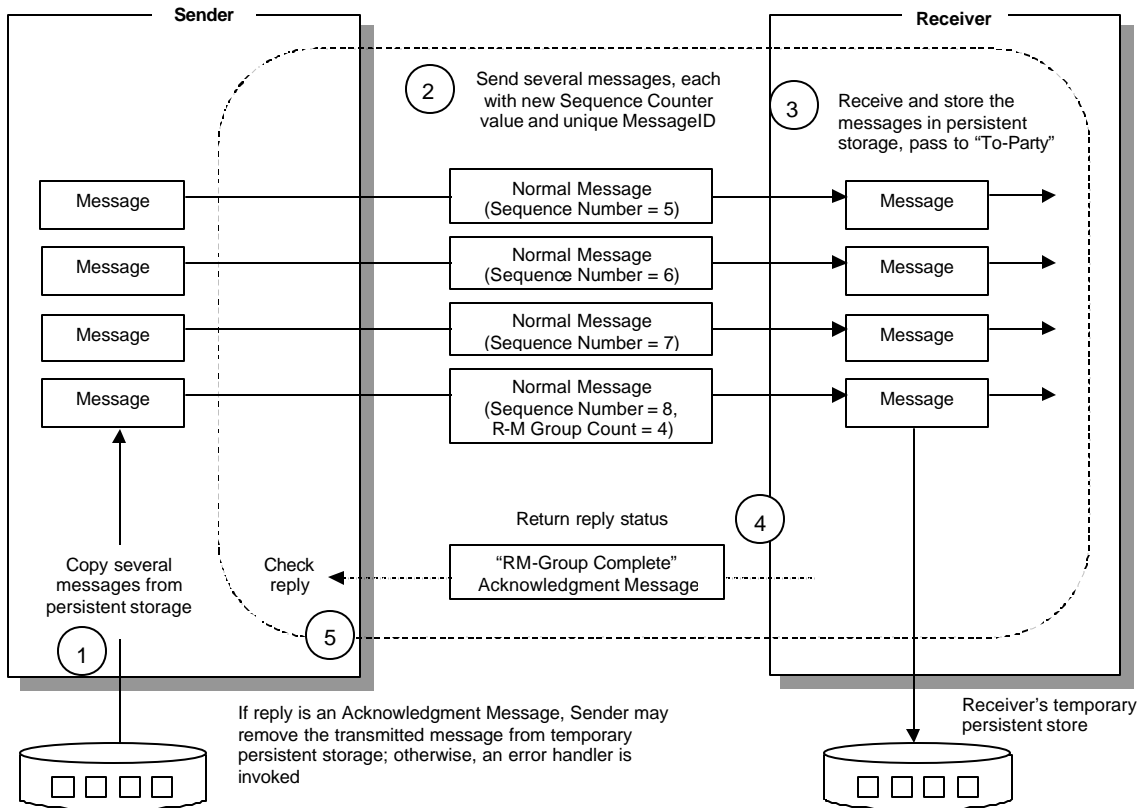 Sender
Receiver
2
Send several messages, each
with new Sequence Counter
value and unique MessageID
3
Receive and store the
messages in persistent
storage, pass to “To-Party”
Message
Normal Message
(Sequence Number = 5)
Message
Message
Normal Message
(Sequence Number = 6)
Message
Message
Normal Message
(Sequence Number = 7)
Message
Message
Normal Message
(Sequence Number = 8,
R-M Group Count = 4)
Message
Return reply status
4
“RM-Group Complete”
Acknowledgment Message
Check
reply
5
Copy several
messages from
persistent storage
1
If reply is an Acknowledgment Message, Sender may
remove the transmitted message from temporary
persistent storage; otherwise, an error handler is
invoked
Receiver’s temporary
persistent store